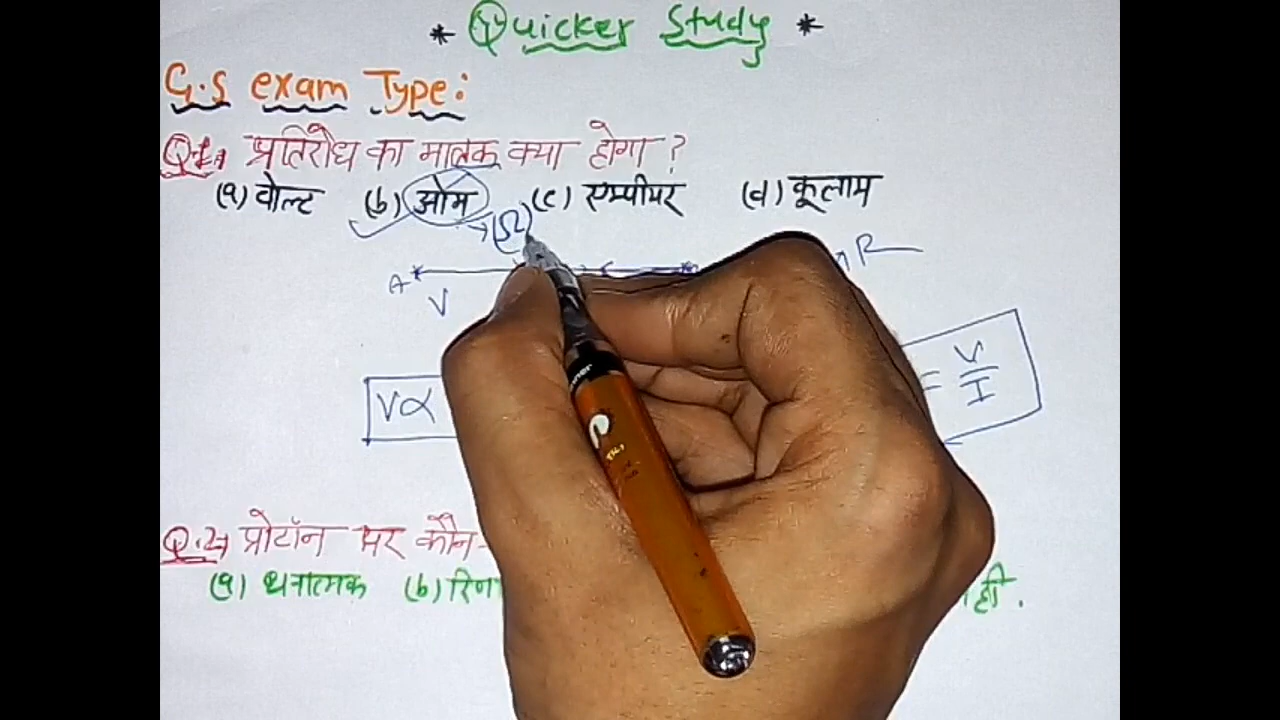 * Quicker Study *
G.S exam Type:
Q.1→ प्रतिरोध का मात्रक क्या होगा ?
(a) वोल्ट (b) ओम (c) एम्पीयर (d) कूलाम
→(Ω)
A V R
V∝ = V/I
Q.2→ प्रोटॉन पर कौन-
(a) धनात्मक (b) रिण ही .